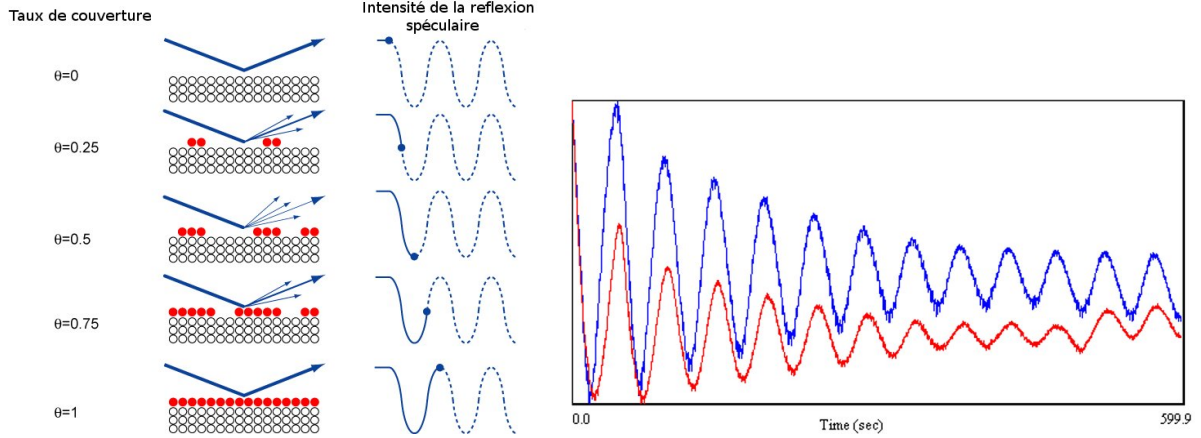 Taux de couverture
Intensité de la reflexion
spéculaire
θ=0
θ=0.25
θ=0.5
θ=0.75
θ=1
0.0
Time (sec)
599.9